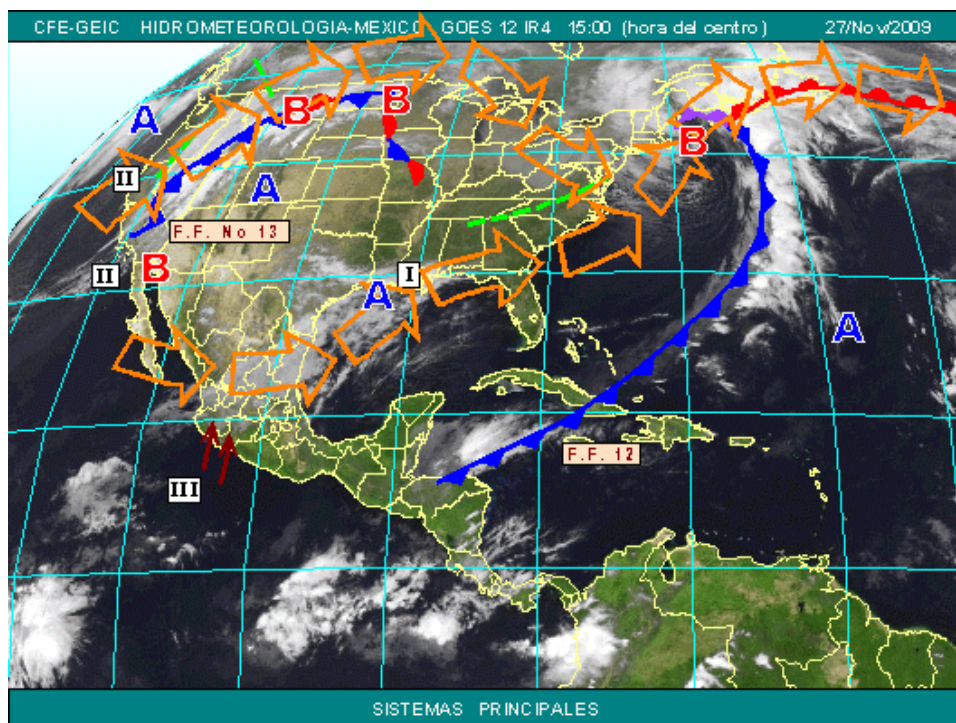 CFE-GEIC HIDROMETEOROLOGIA-MEXICO GOES 12 IR4 15:00 (hora del centro) 27/Nov/2009
B
B
A
B
II
A
F.F. No 13
II
B
I
A
A
F.F. 12
III
SISTEMAS PRINCIPALES